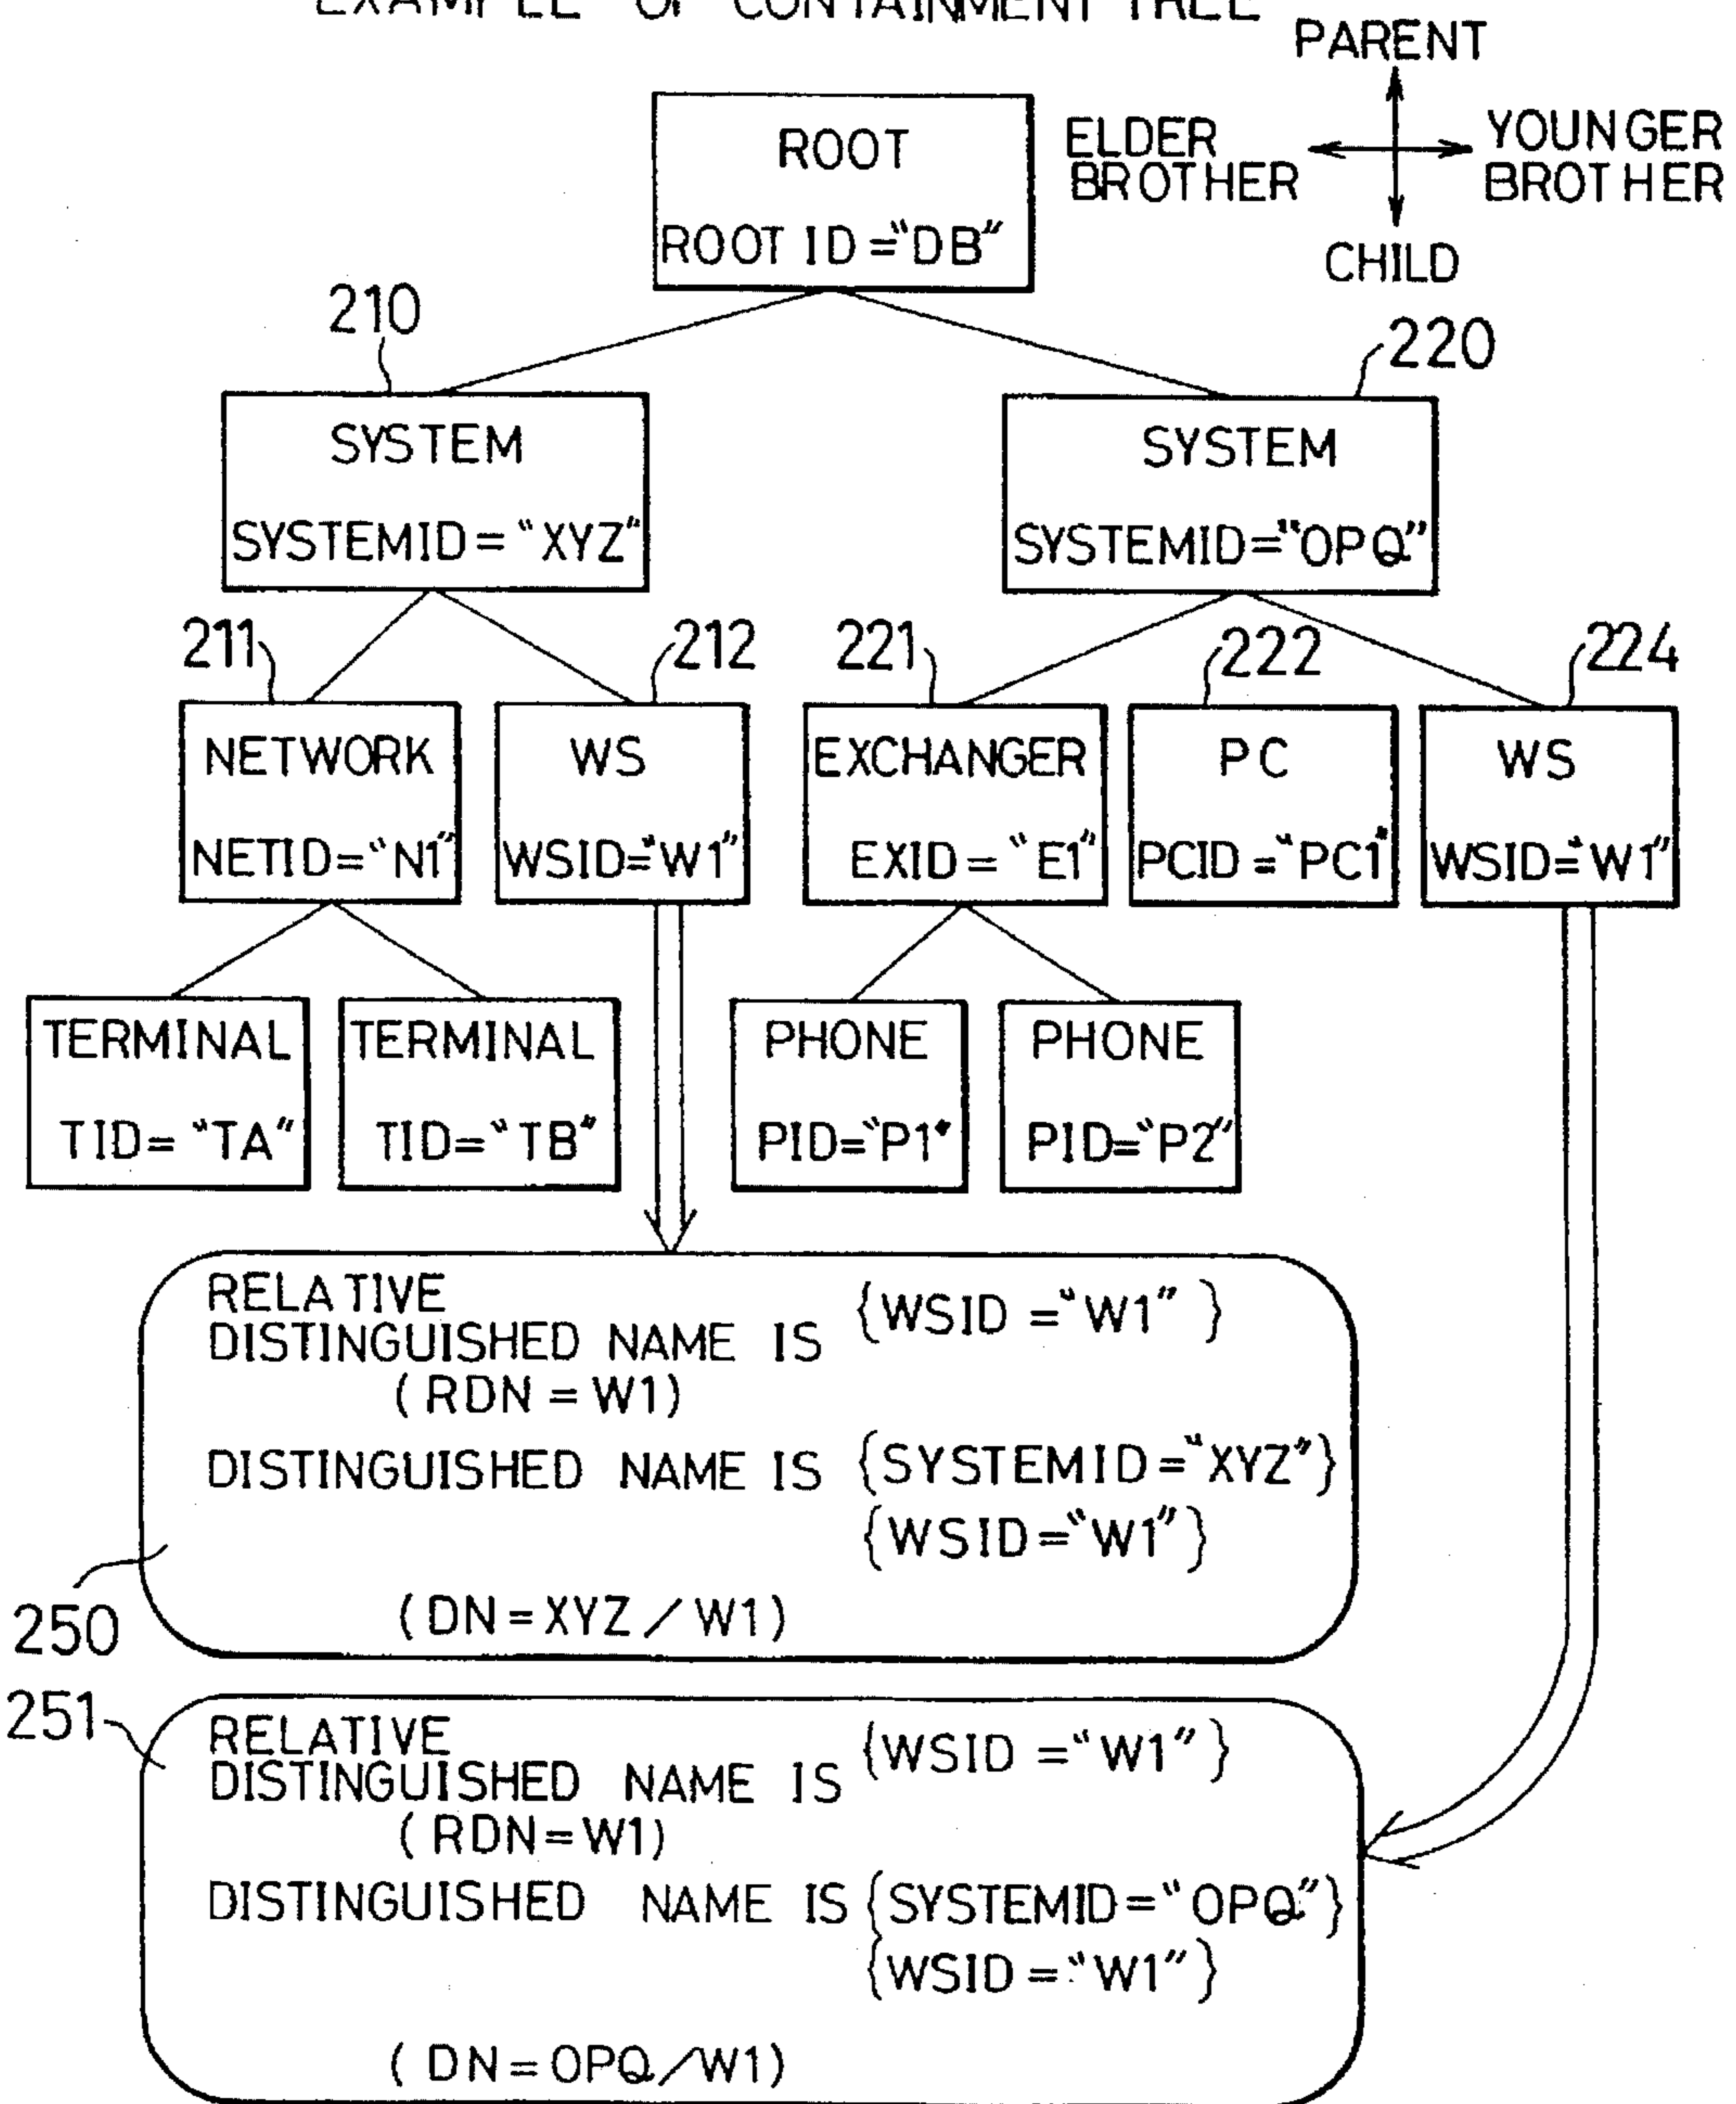 EXAMPLE OF CONTAINMENT TREE
PARENT
ELDER
BROTHER
YOUNGER
BROTHER
CHILD
ROOT
ROOT ID ="DB"
210
220
SYSTEM
SYSTEMID = "XYZ"
SYSTEM
SYSTEMID="OPQ"
211
212
221
222
224
NETWORK
NETID="N1"
WS
WSID="W1"
EXCHANGER
EXID = "E1"
PC
PCID ="PC1"
WS
WSID="W1"
TERMINAL
TID= "TA"
TERMINAL
TID="TB"
PHONE
PID="P1"
PHONE
PID="P2"
RELATIVE
DISTINGUISHED NAME IS {WSID ="W1" }
( RDN = W1)
DISTINGUISHED NAME IS {SYSTEMID="XYZ"}
{WSID="W1"}
( DN=XYZ / W1)
250
251
RELATIVE
DISTINGUISHED NAME IS {WSID ="W1" }
( RDN=W1)
DISTINGUISHED NAME IS {SYSTEMID="OPQ"}
{WSID ="W1"}
( DN=OPQ/W1)